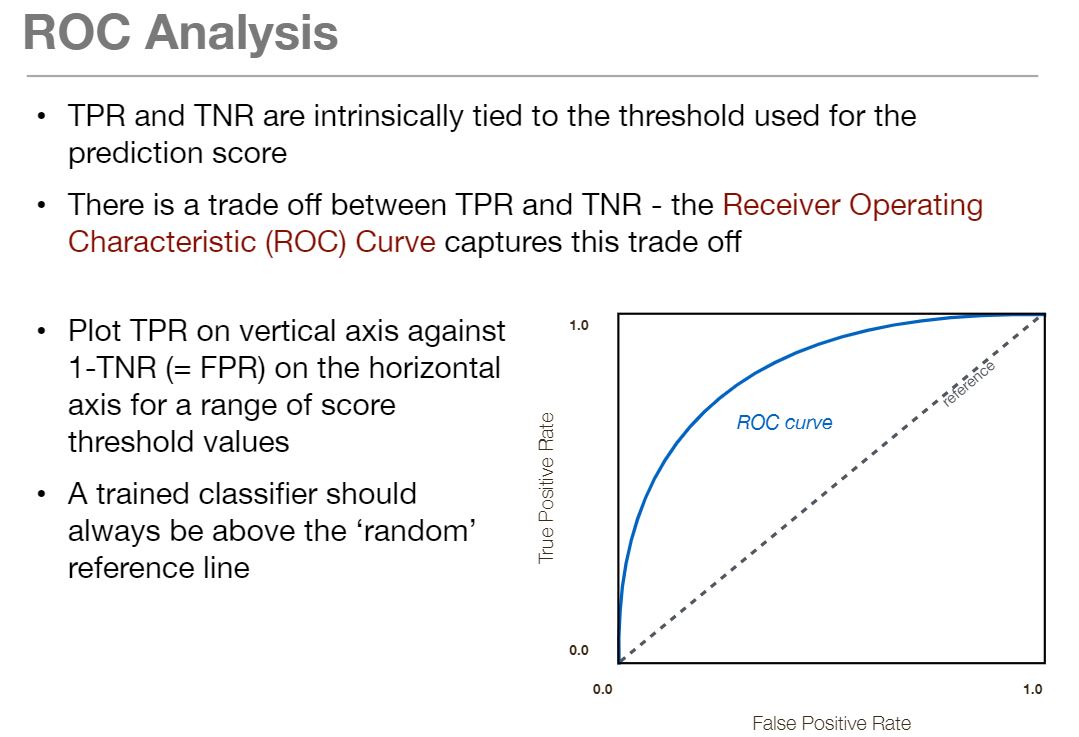 ROC Analysis
• TPR and TNR are intrinsically tied to the threshold used for the
prediction score
• There is a trade off between TPR and TNR - the Receiver Operating
Characteristic (ROC) Curve captures this trade off
• Plot TPR on vertical axis against
1-TNR (= FPR) on the horizontal
axis for a range of score
threshold values
• A trained classifier should
always be above the ‘random’
reference line
1.0
reference
ROC curve
True Positive Rate
0.0
0.0
1.0
False Positive Rate